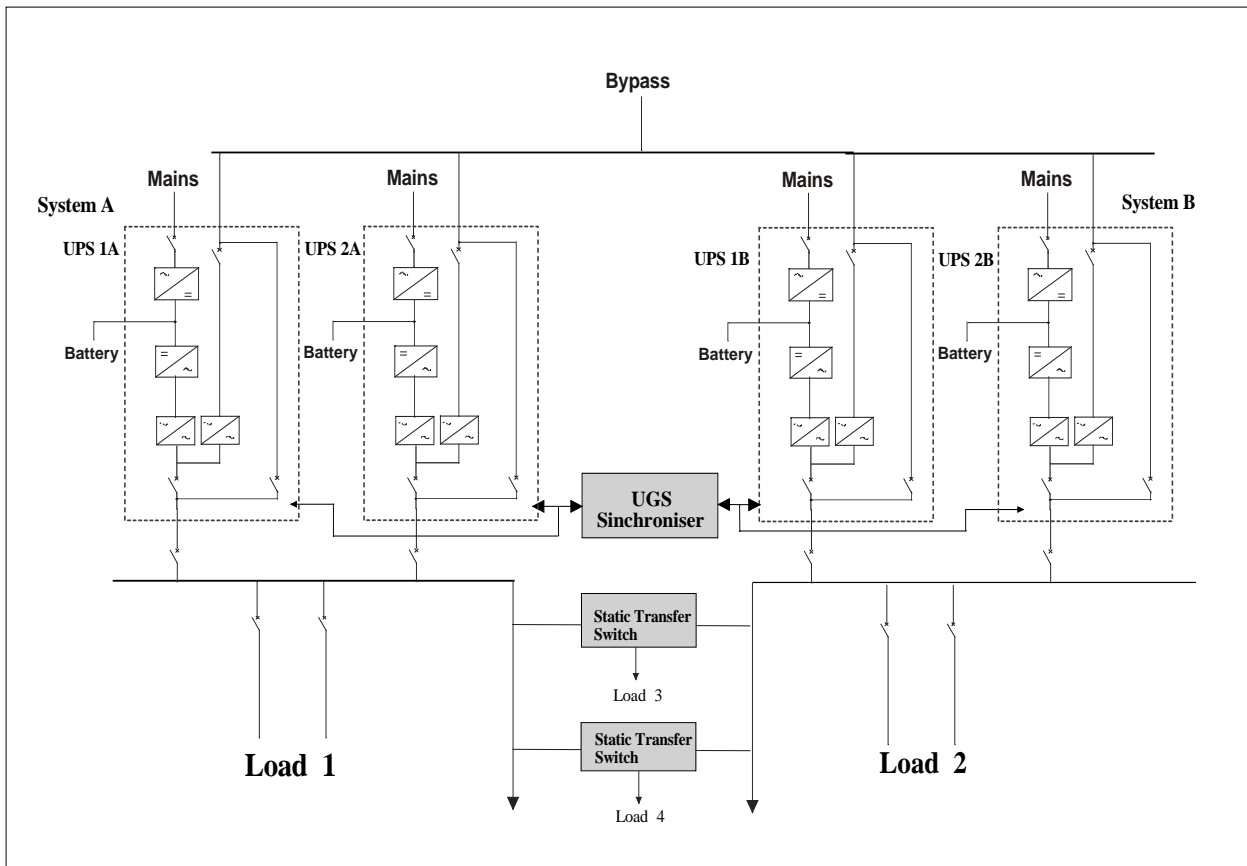 Bypass
Mains
Mains
Mains
Mains
System A
System B
UPS 1A
UPS 2A
UPS 1B
UPS 2B
Battery
Battery
Battery
Battery
UGS
Sinchroniser
Static Transfer
Switch
Load 3
Static Transfer
Switch
Load 1
Load 2
Load 4